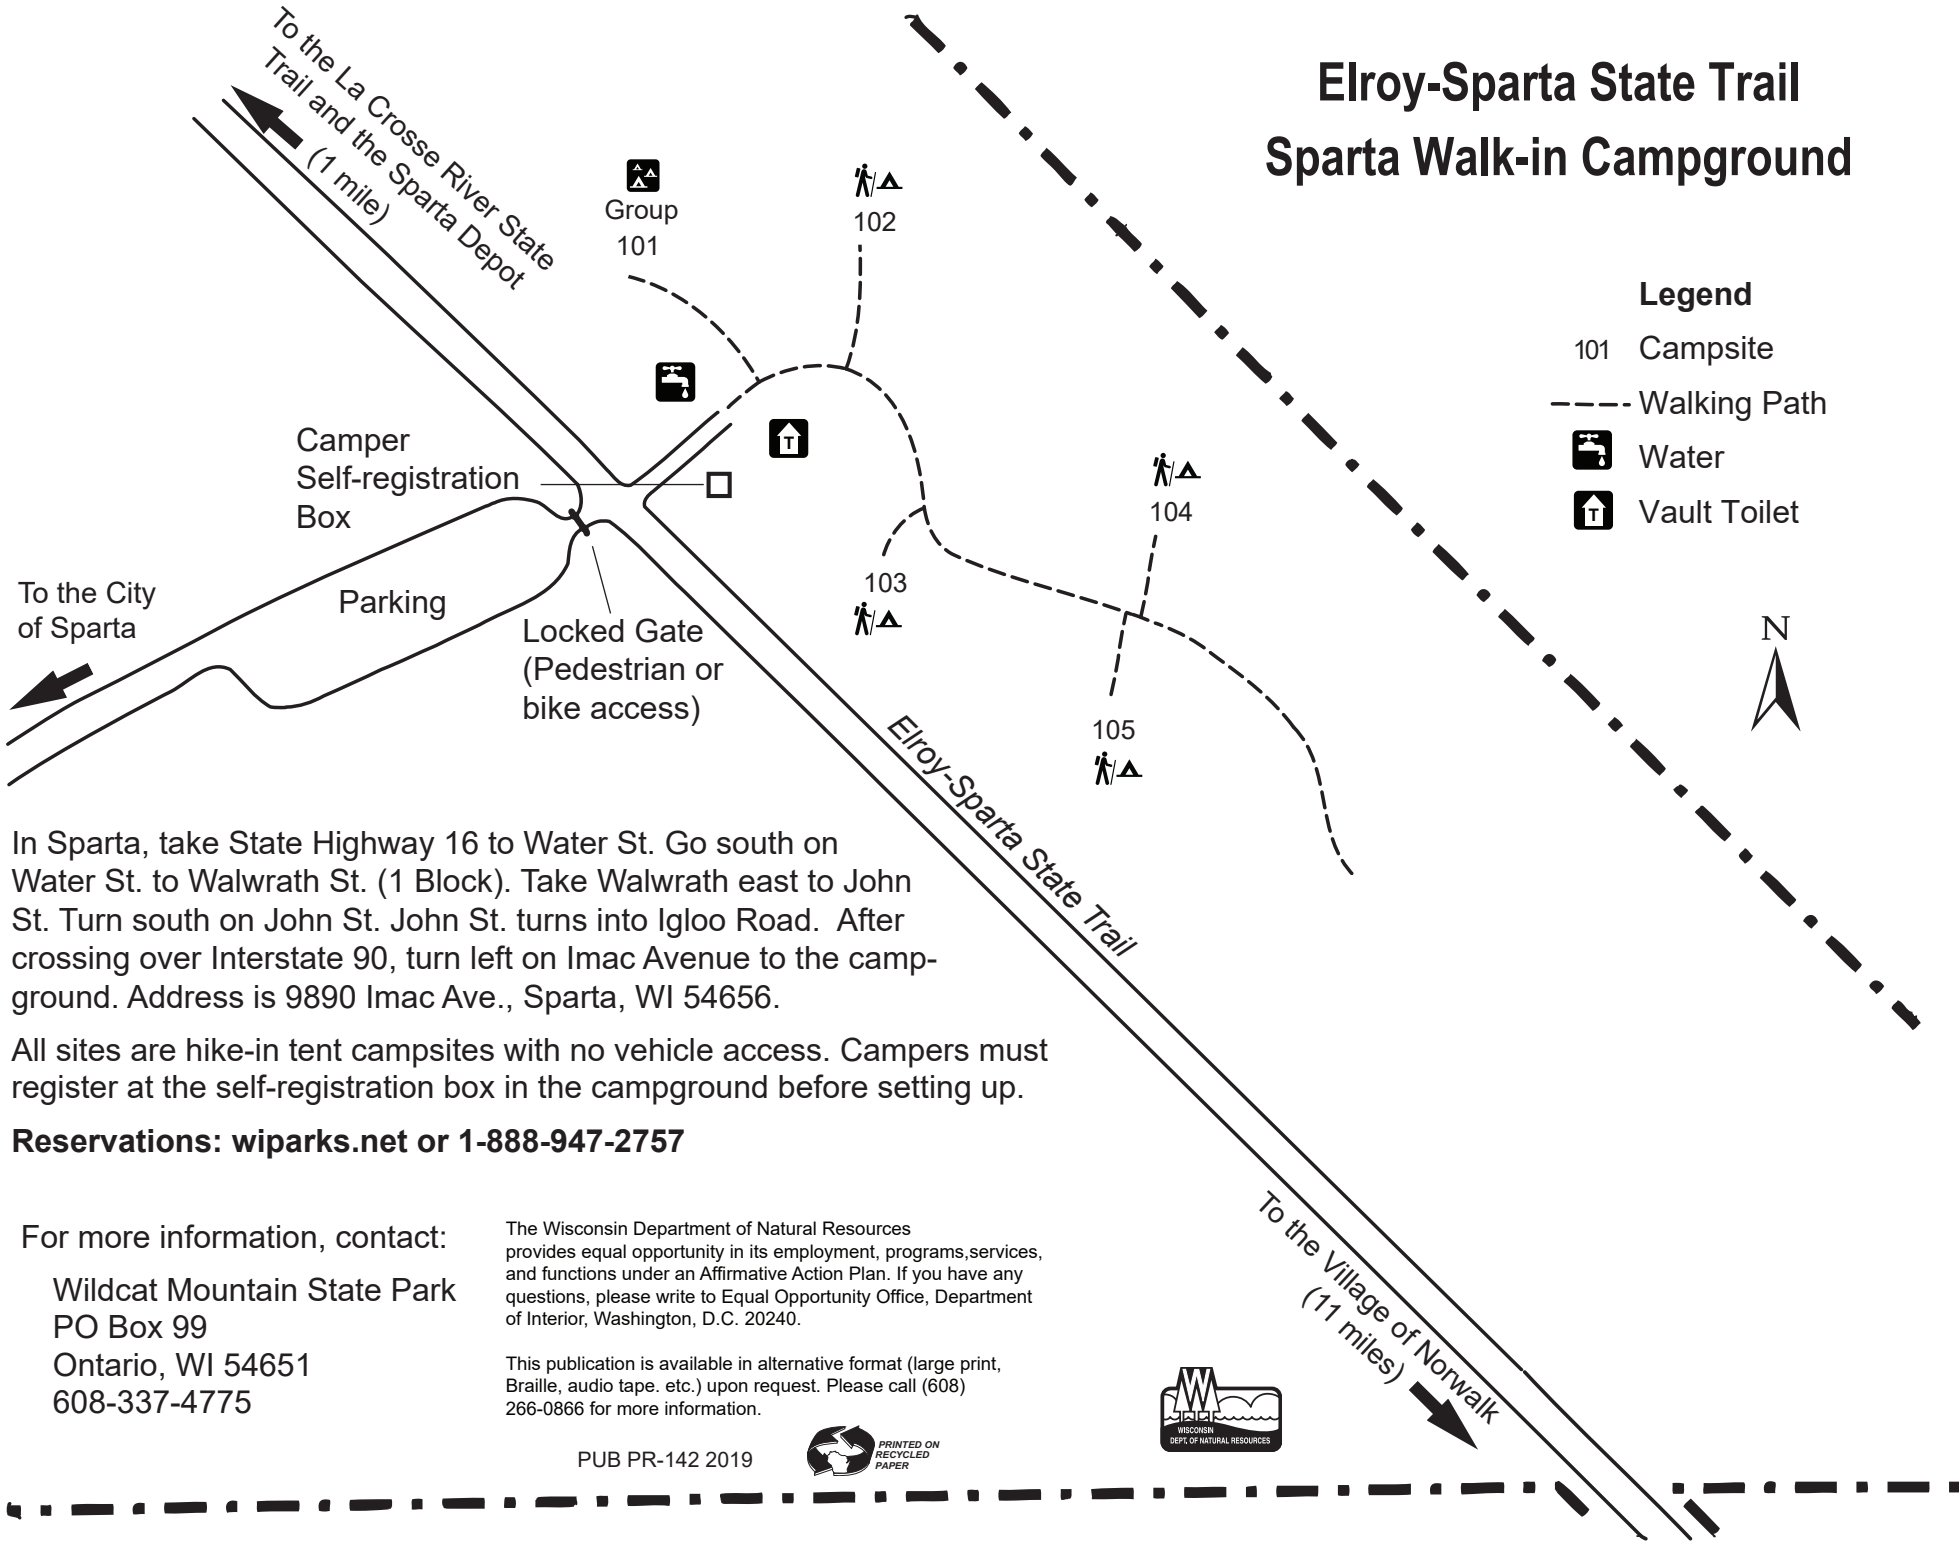 Elroy-Sparta State Trail
Sparta Walk-in Campground
To the La Crosse River State
Trail and the Sparta Depot
(1 mile)
Group
101
102
Legend
101 Campsite
Walking Path
Water
T Vault Toilet
T
Camper
Self-registration
Box
104
103
To the City
of Sparta
Parking
Locked Gate
(Pedestrian or
bike access)
N
105
Elroy-Sparta State Trail
In Sparta, take State Highway 16 to Water St. Go south on
Water St. to Walwrath St. (1 Block). Take Walwrath east to John
St. Turn south on John St. John St. turns into Igloo Road.  After
crossing over Interstate 90, turn left on Imac Avenue to the camp-
ground. Address is 9890 Imac Ave., Sparta, WI 54656.
All sites are hike-in tent campsites with no vehicle access. Campers must
register at the self-registration box in the campground before setting up.
Reservations: wiparks.net or 1-888-947-2757
To the Village of Norwalk
(11 miles)
For more information, contact:
Wildcat Mountain State Park
PO Box 99
Ontario, WI 54651
608-337-4775
The Wisconsin Department of Natural Resources
provides equal opportunity in its employment, programs,services,
and functions under an Affirmative Action Plan. If you have any
questions, please write to Equal Opportunity Office, Department
of Interior, Washington, D.C. 20240.
This publication is available in alternative format (large print,
Braille, audio tape. etc.) upon request. Please call (608)
266-0866 for more information.
PUB PR-142 2019
PRINTED ON
RECYCLED
PAPER
W
WISCONSIN
DEPT. OF NATURAL RESOURCES